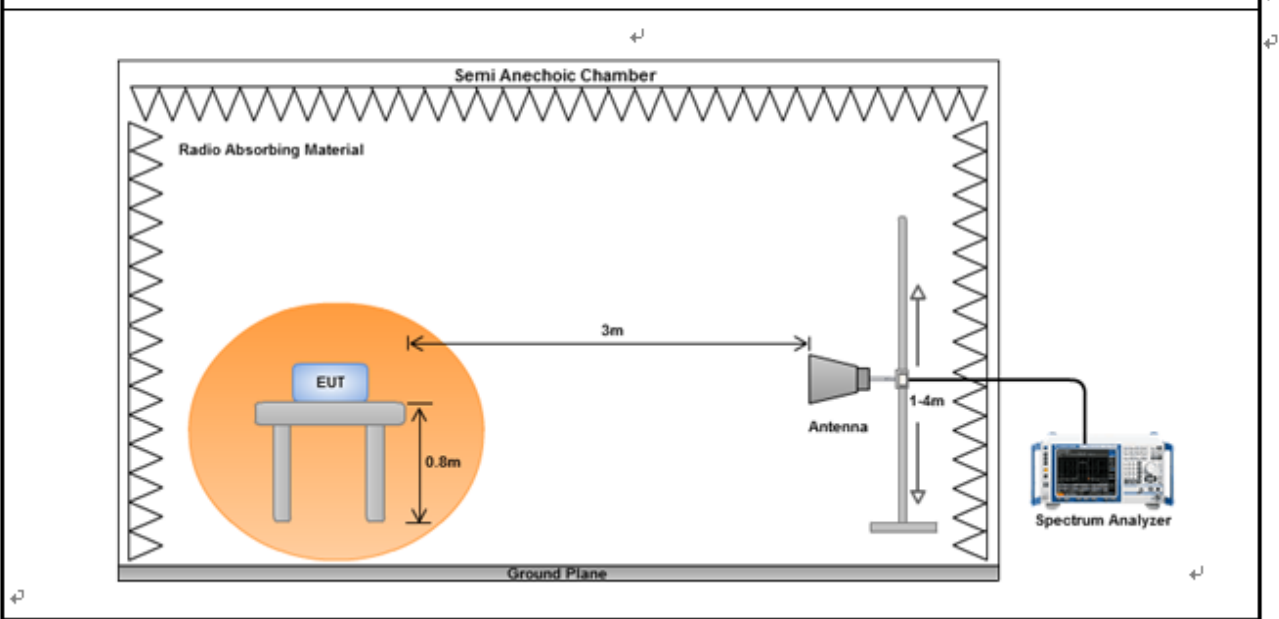 Semi Anechoic Chamber
Radio Absorbing Material
3m
EUT
1-4m
Antenna
0.8m
Spectrum Analyzer
Ground Plane